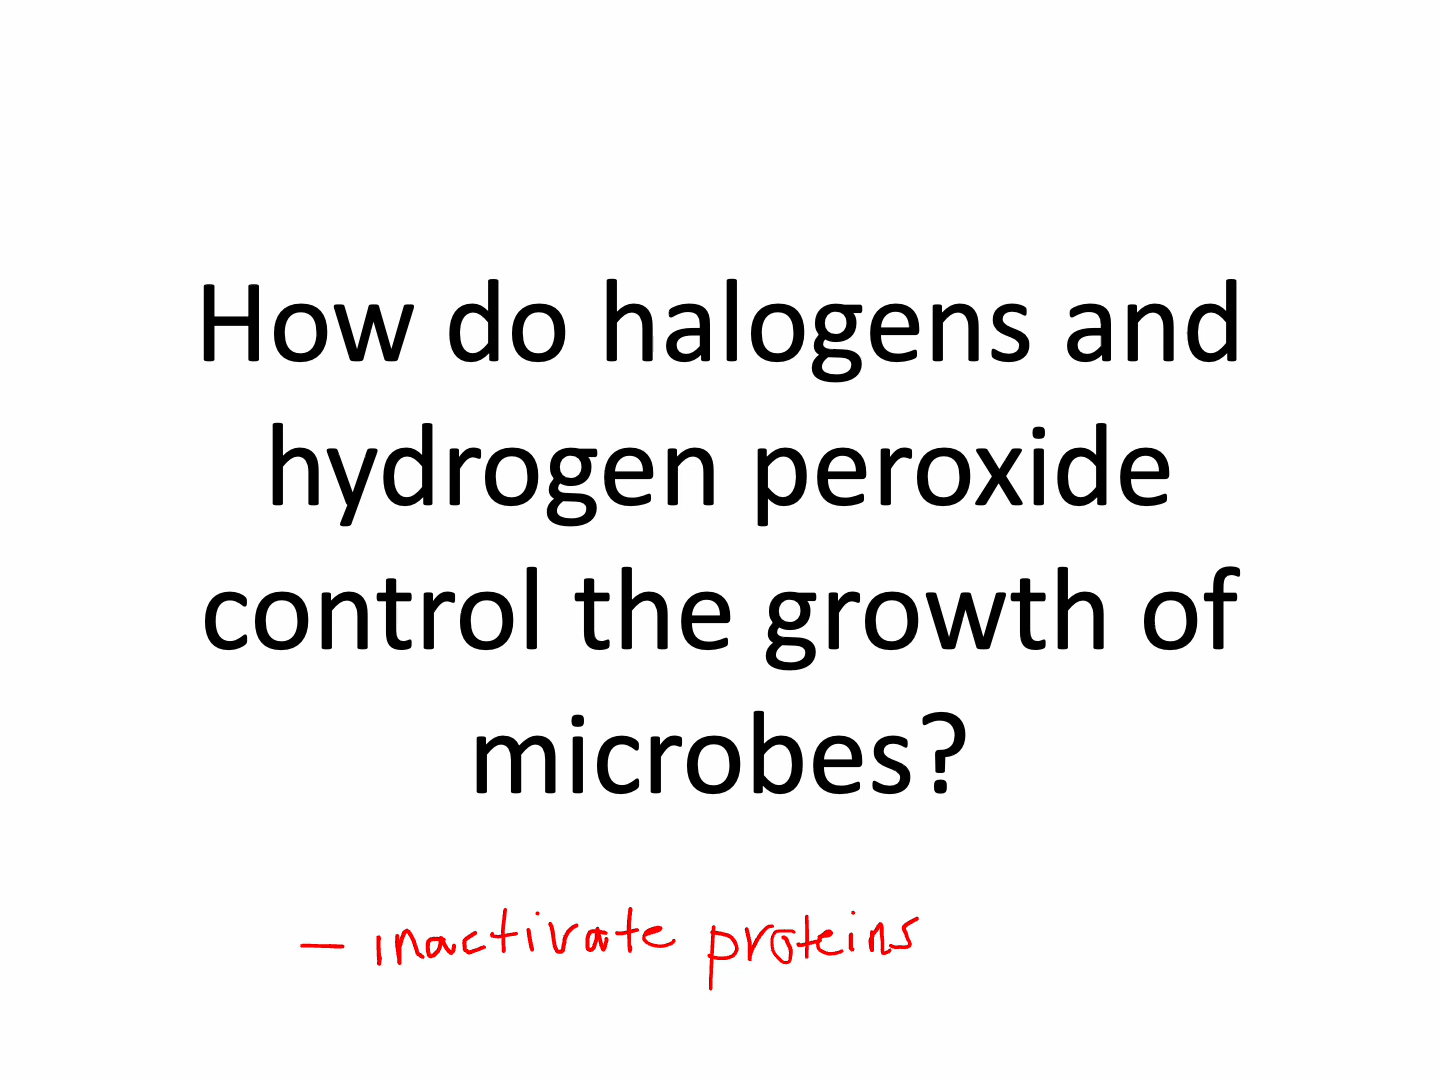 How do halogens and
hydrogen peroxide
control the growth of
microbes?
- inactivate proteins